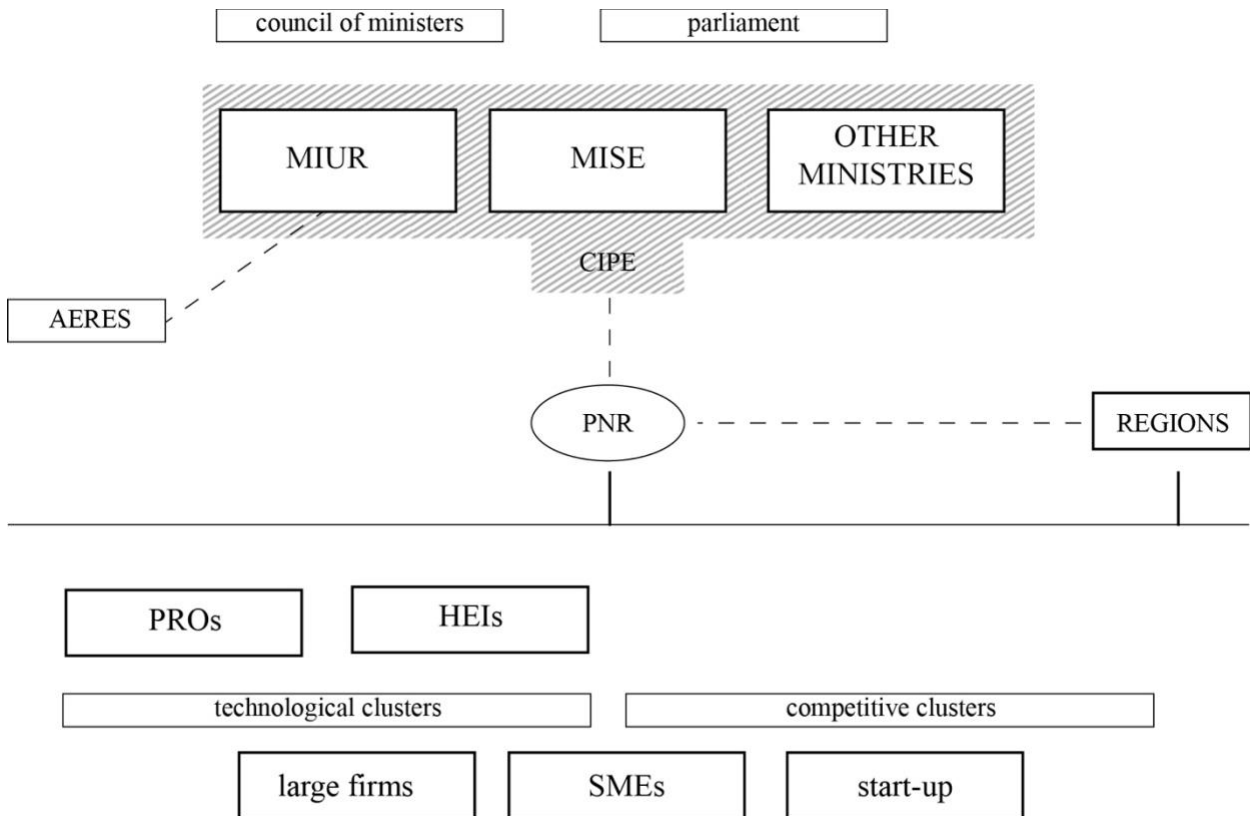 council of ministers
parliament
MIUR
MISE
OTHER
MINISTRIES
CIPE
AERES
PNR
REGIONS
PROs
HEIs
technological clusters
competitive clusters
large firms
SMEs
start-up